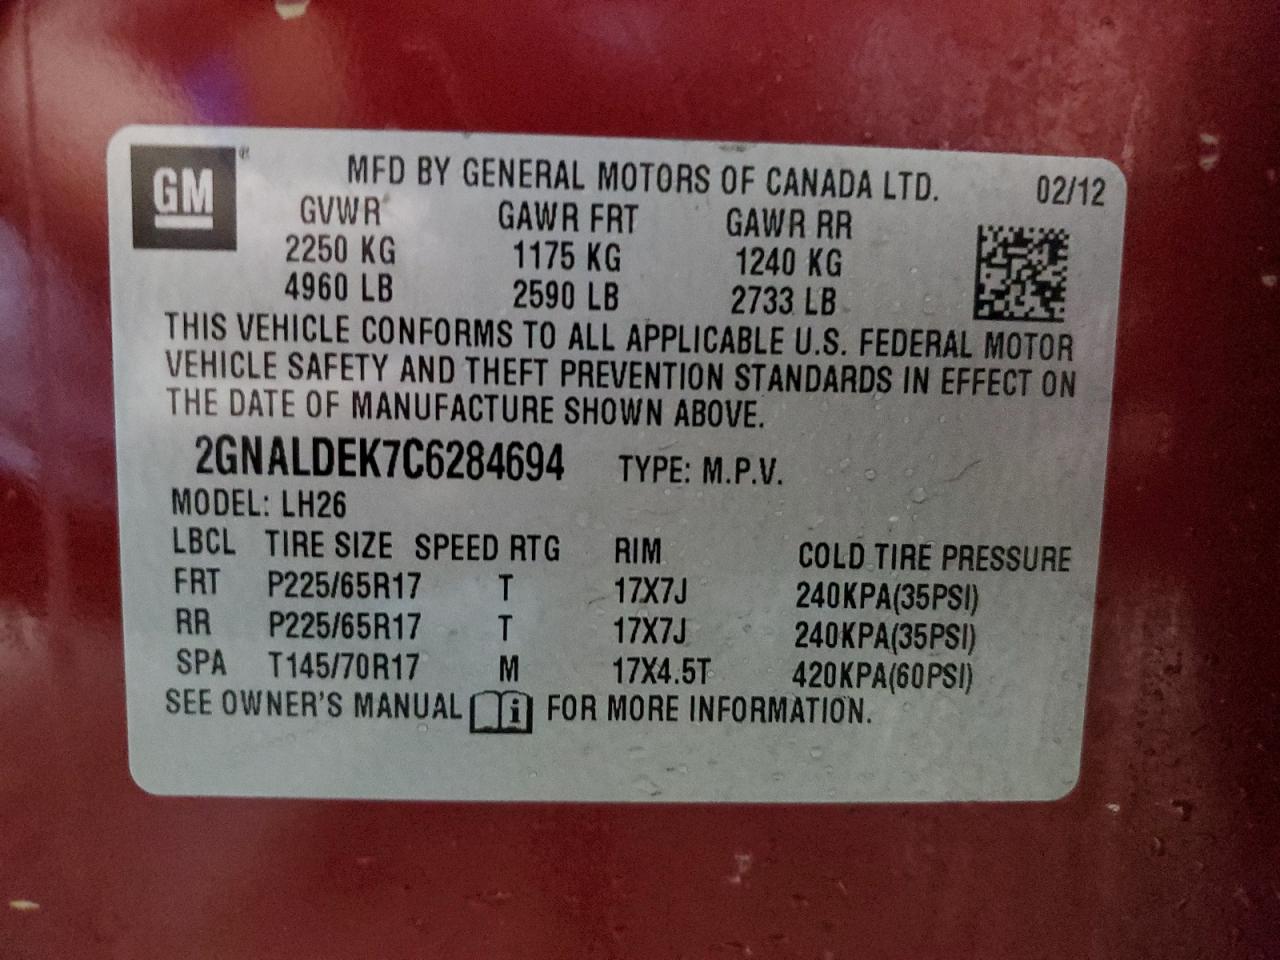 GM®
MFD BY GENERAL MOTORS OF CANADA LTD. 02/12
GVWR GAWR FRT GAWR RR
2250 KG 1175 KG 1240 KG
4960 LB 2590 LB 2733 LB
THIS VEHICLE CONFORMS TO ALL APPLICABLE U.S. FEDERAL MOTOR
VEHICLE SAFETY AND THEFT PREVENTION STANDARDS IN EFFECT ON
THE DATE OF MANUFACTURE SHOWN ABOVE.
2GNALDEK7C6284694 TYPE: M.P.V.
MODEL: LH26
LBCL TIRE SIZE SPEED RTG RIM COLD TIRE PRESSURE
FRT P225/65R17 T 17X7J 240KPA(35PSI)
RR P225/65R17 T 17X7J 240KPA(35PSI)
SPA T145/70R17 M 17X4.5T 420KPA(60PSI)
SEE OWNER'S MANUAL i FOR MORE INFORMATION.